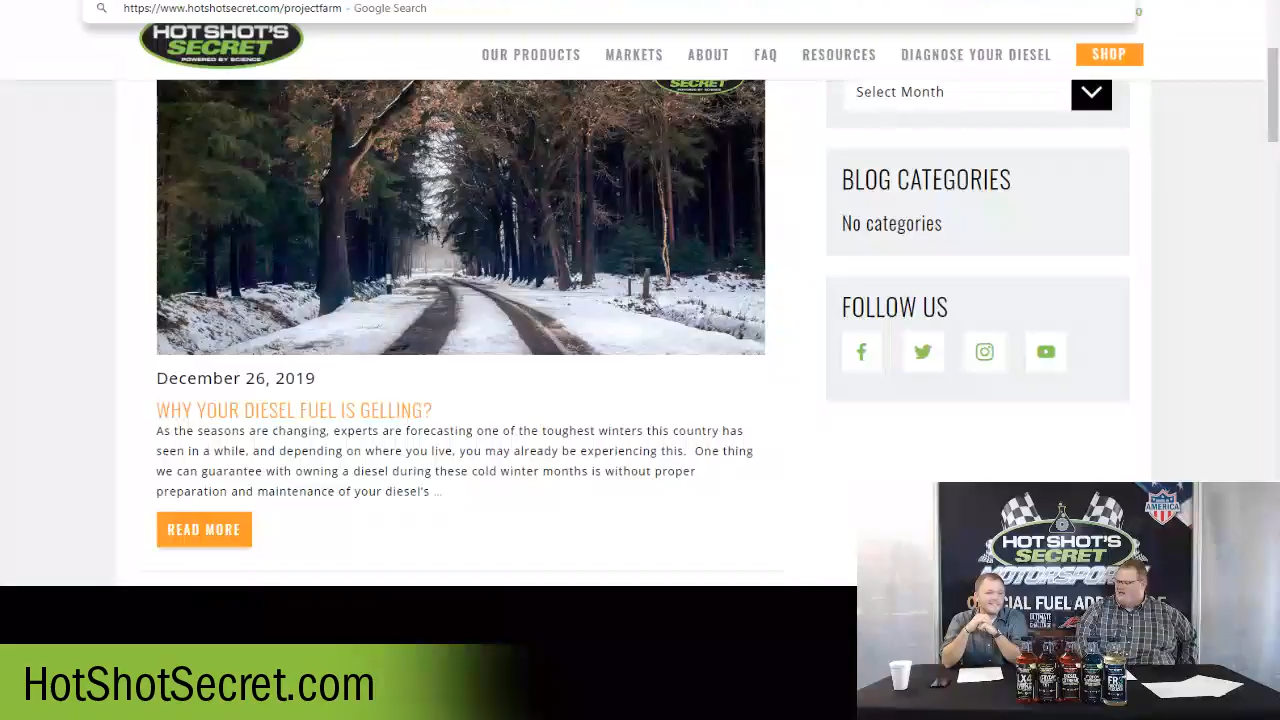 https://www.hotshotsecret.com/projectfarm – Google Search
HOT SHOT'S
SECRET
POWERED BY SCIENCE
OUR PRODUCTS
MARKETS
ABOUT
FAQ
RESOURCES
DIAGNOSE YOUR DIESEL
SHOP
0
Select Month
BLOG CATEGORIES
No categories
FOLLOW US
December 26, 2019
WHY YOUR DIESEL FUEL IS GELLING?
As the seasons are changing, experts are forecasting one of the toughest winters this country has
seen in a while, and depending on where you live, you may already be experiencing this. One thing
we can guarantee with owning a diesel during these cold winter months is without proper
preparation and maintenance of your diesel's …
READ MORE
AMERICA
HOT SHOT'S
SECRET
MOTORSPORTS
HotShotSecret.com